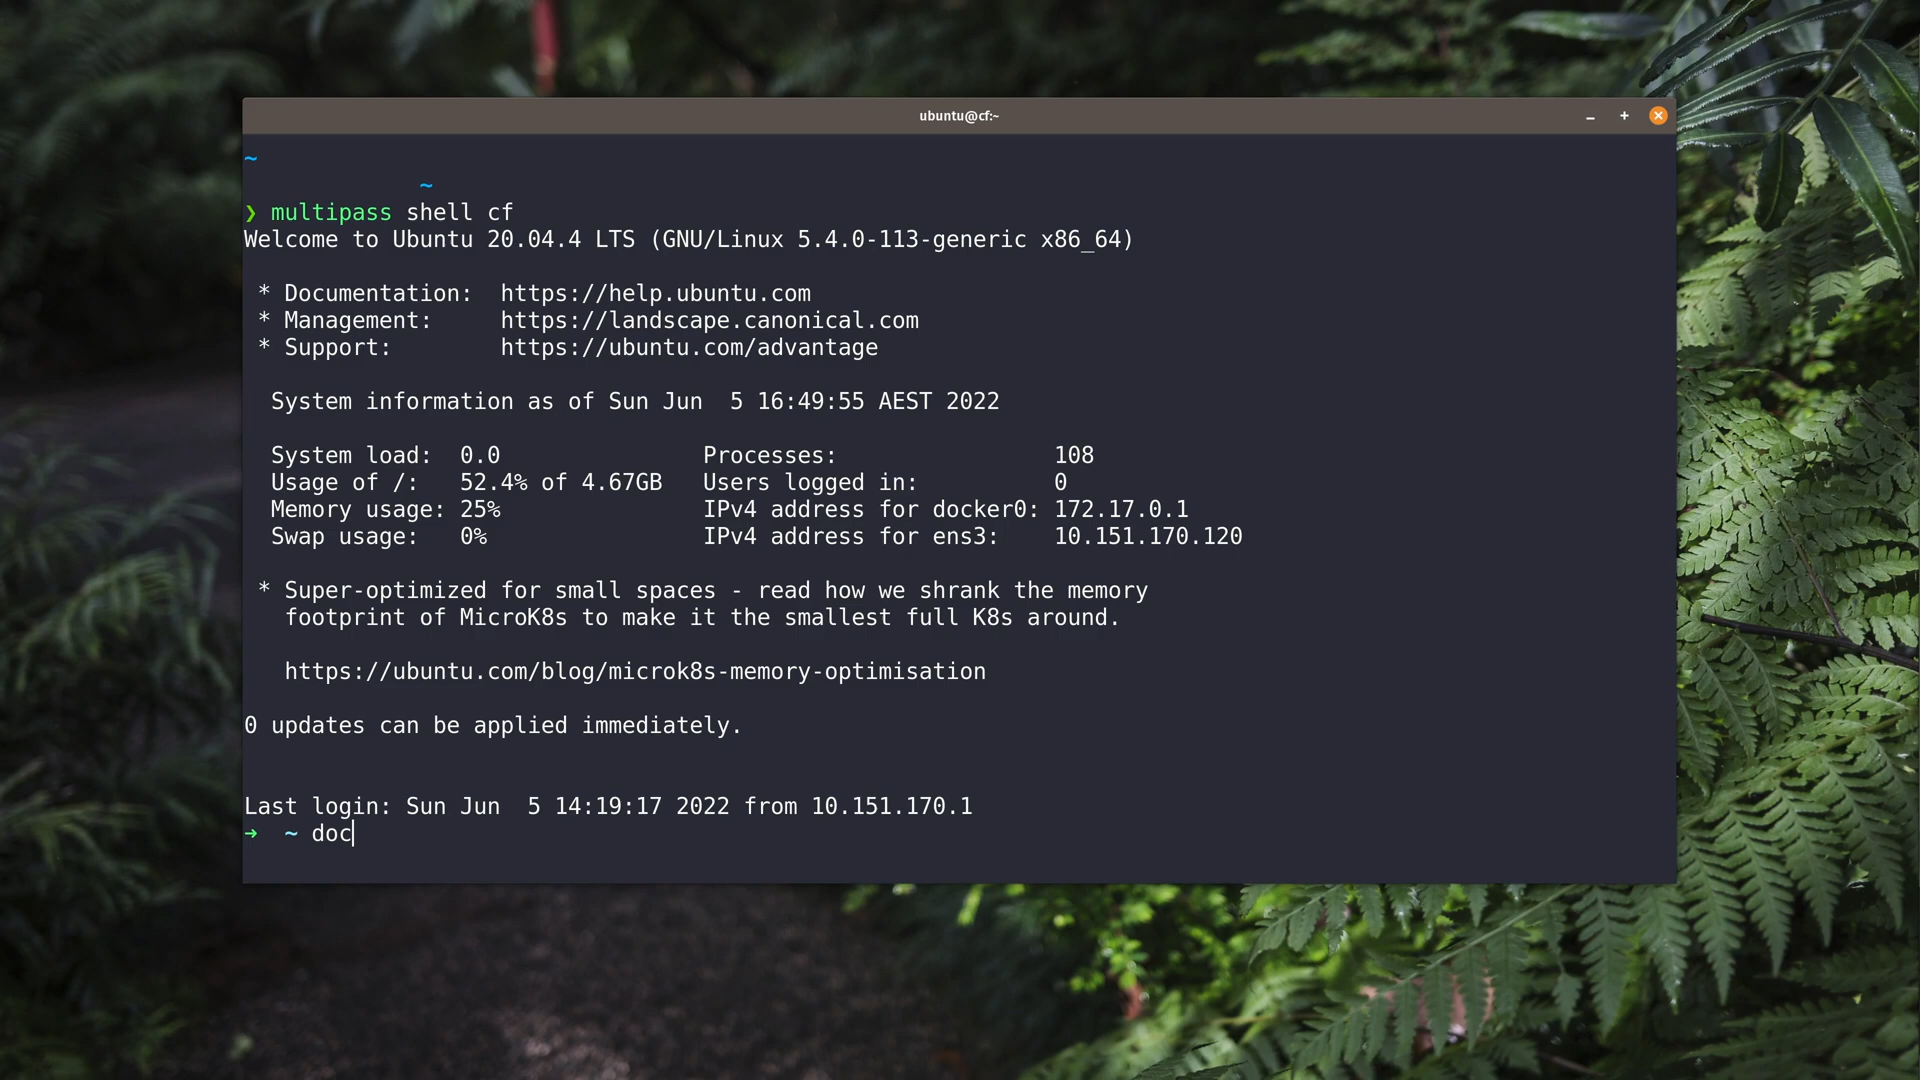 ubuntu@cf:~
~
~
❯ multipass shell cf
Welcome to Ubuntu 20.04.4 LTS (GNU/Linux 5.4.0-113-generic x86_64)
* Documentation:  https://help.ubuntu.com
* Management:     https://landscape.canonical.com
* Support:        https://ubuntu.com/advantage
System information as of Sun Jun  5 16:49:55 AEST 2022
System load:  0.0               Processes:                108
Usage of /:   52.4% of 4.67GB   Users logged in:          0
Memory usage: 25%               IPv4 address for docker0: 172.17.0.1
Swap usage:   0%                IPv4 address for ens3:    10.151.170.120
* Super-optimized for small spaces - read how we shrank the memory
footprint of MicroK8s to make it the smallest full K8s around.
https://ubuntu.com/blog/microk8s-memory-optimisation
0 updates can be applied immediately.
Last login: Sun Jun  5 14:19:17 2022 from 10.151.170.1
➜  ~ doc